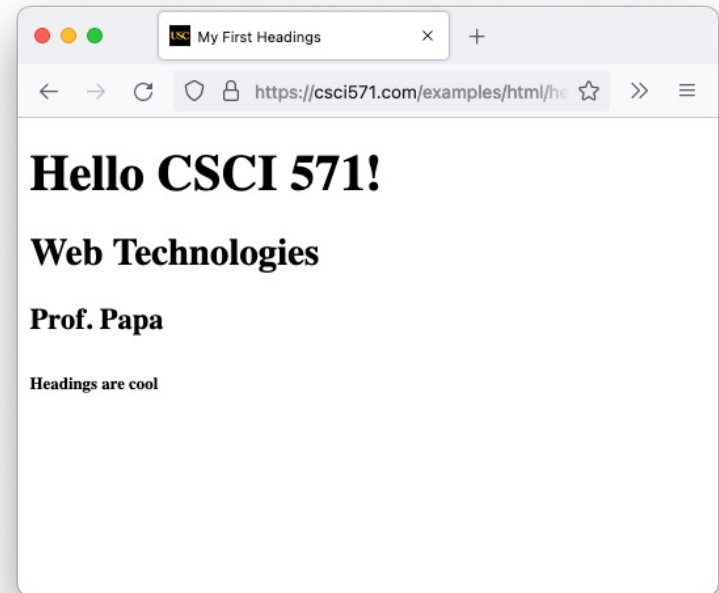 USC My First Headings
https://csci571.com/examples/html/he
Hello CSCI 571!
Web Technologies
Prof. Papa
Headings are cool